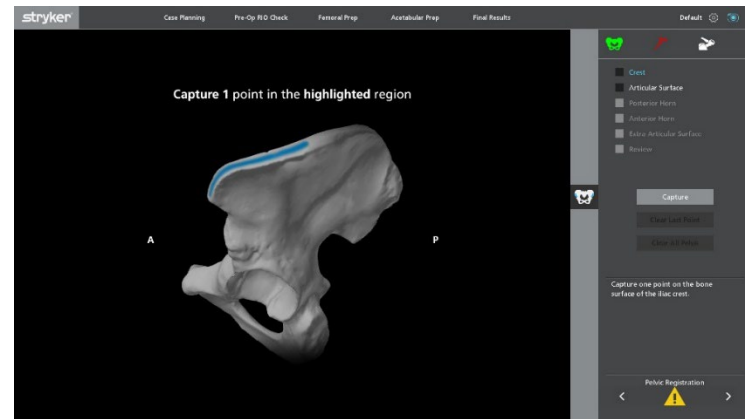 stryker
Case Planning
Pre-Op RIO Check
Femoral Prep
Acetabular Prep
Final Results
Default
Capture 1 point in the highlighted region
A
P
Crest
Articular Surface
Posterior Horn
Anterior Horn
Extra Articular Surface
Review
Capture
Clear Last Point
Clear All Pelvis
Capture one point on the bone
surface of the iliac crest.
Pelvic Registration